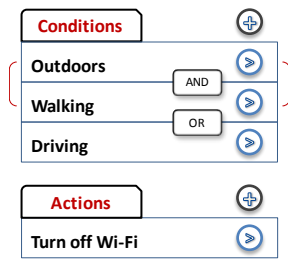 Conditions
Outdoors
AND
Walking
OR
Driving
Actions
Turn off Wi-Fi